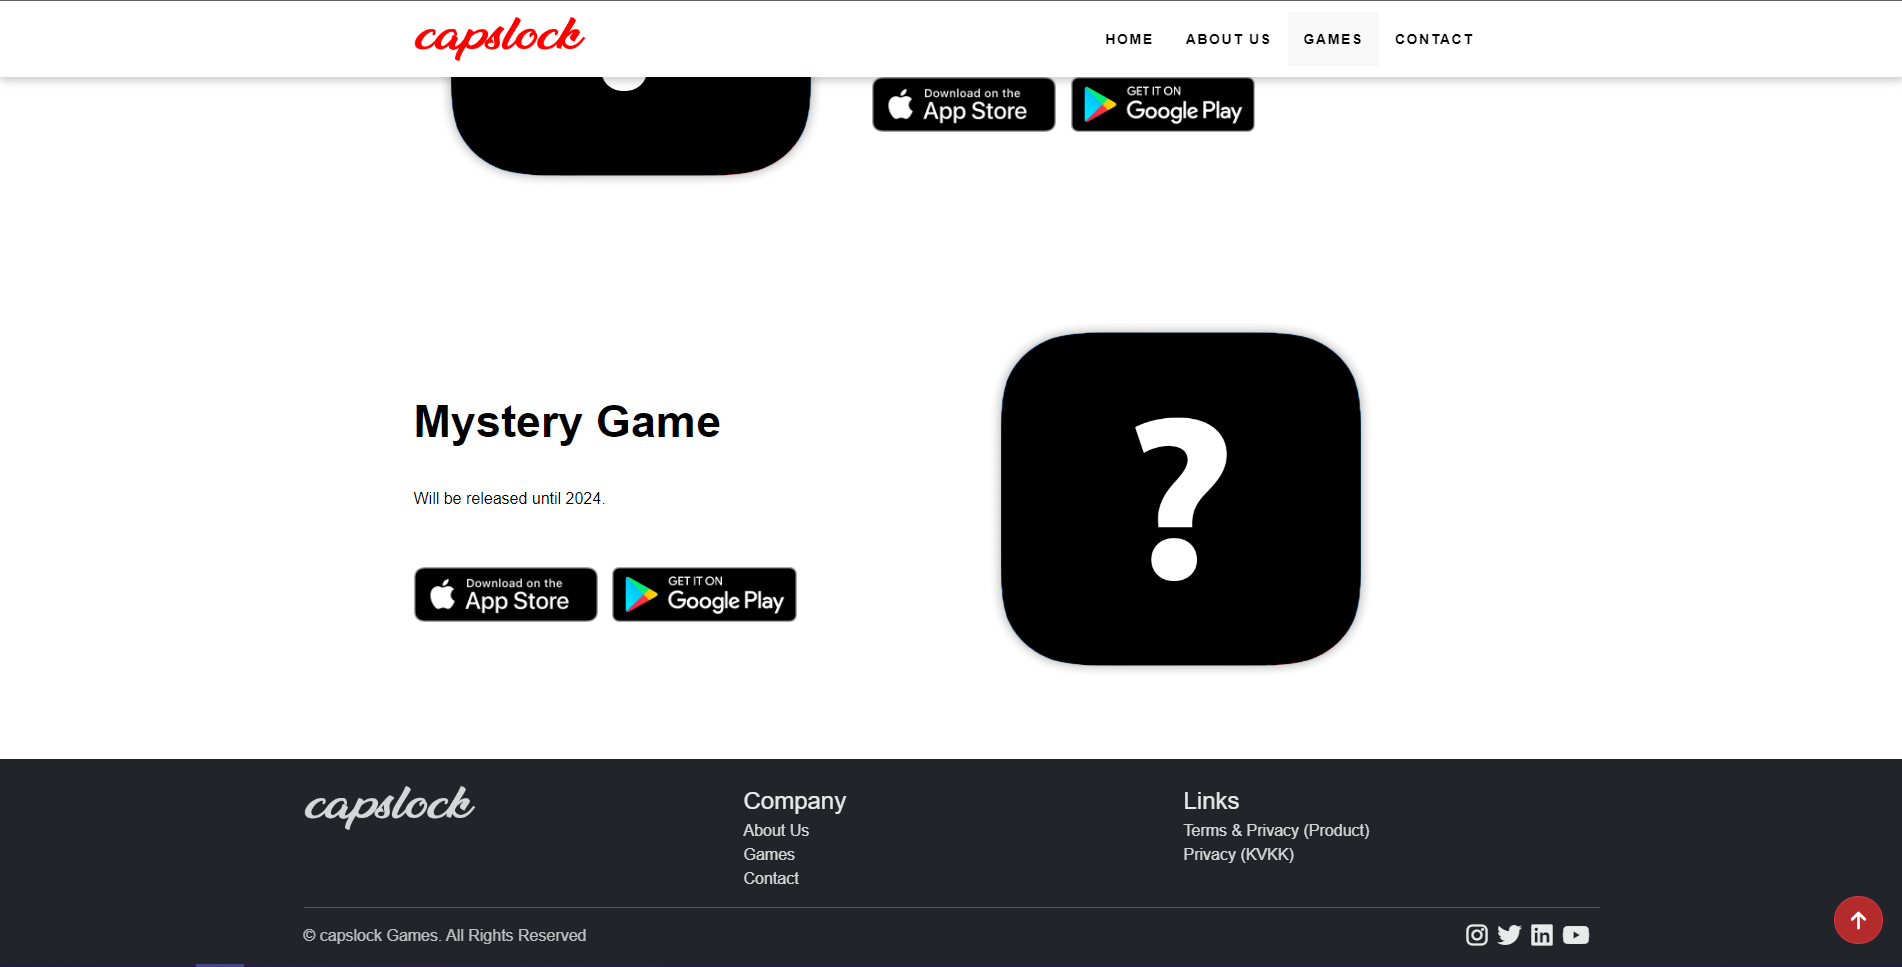 capslock
HOME ABOUT US GAMES CONTACT
Download on the
App Store
GET IT ON
Google Play
Mystery Game
?
Will be released until 2024.
Download on the
App Store
GET IT ON
Google Play
capslock
Company
About Us
Games
Contact
Links
Terms & Privacy (Product)
Privacy (KVKK)
© capslock Games. All Rights Reserved
in